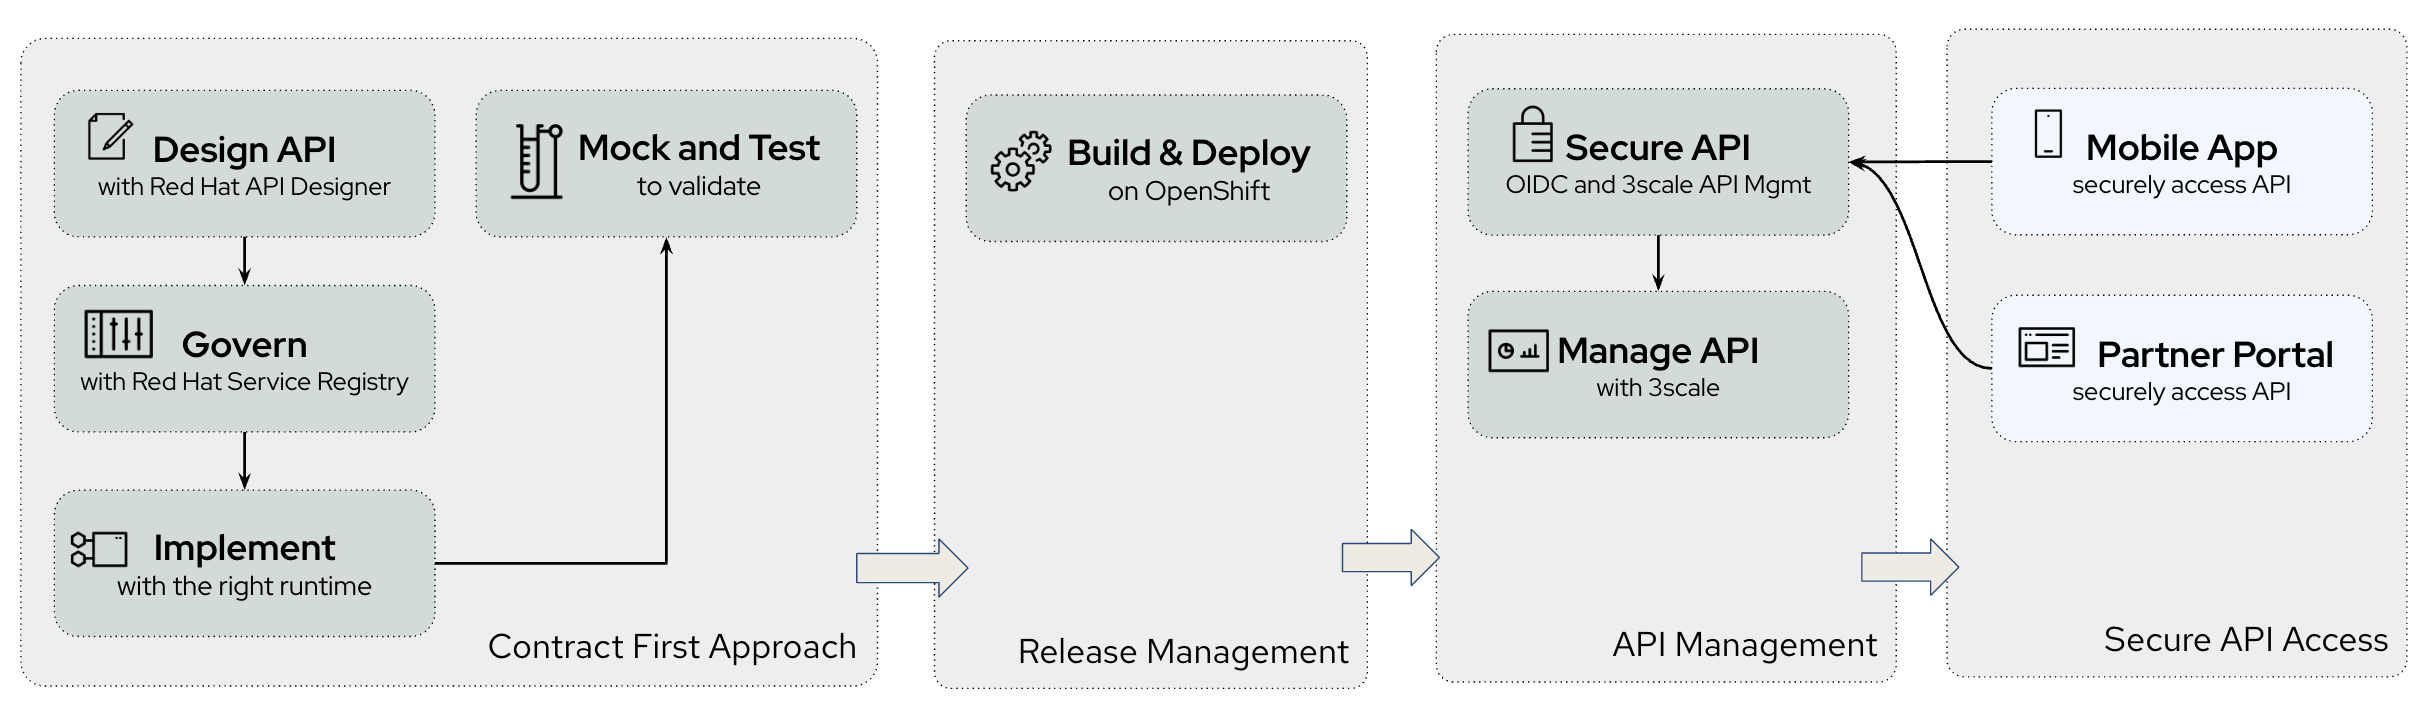 Design API
with Red Hat API Designer
Govern
with Red Hat Service Registry
Implement
with the right runtime
Mock and Test
to validate
Contract First Approach
Build & Deploy
on OpenShift
Release Management
Secure API
OIDC and 3scale API Mgmt
Manage API
with 3scale
API Management
Mobile App
securely access API
Partner Portal
securely access API
Secure API Access